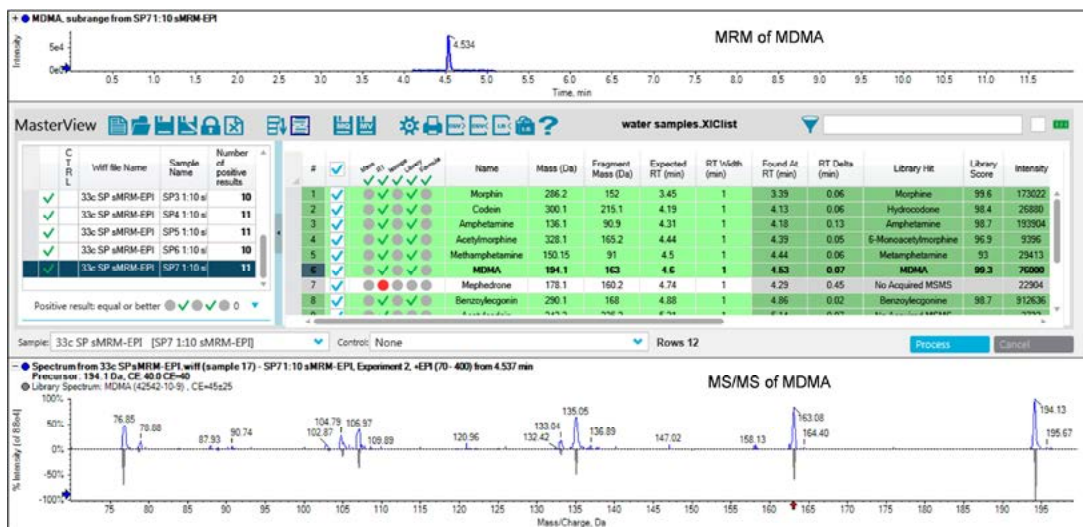 MDMA, subrange from SP7 1:10 sMRM-EPI
MRM of MDMA
Intensity
5e4
0e0
4.534
0.5 1.0 1.5 2.0 2.5 3.0 3.5 4.0 4.5 5.0 5.5 6.0 6.5 7.0 7.5 8.0 8.5 9.0 9.5 10.0 10.5 11.0 11.5
Time, min
MasterView
water samples.XIClist
C T R L Wiff file Name Sample Name Number of positive results
33c SP sMRM-EPI SP3 1:10 sl 10
33c SP sMRM-EPI SP4 1:10 sl 11
33c SP sMRM-EPI SP5 1:10 sl 11
33c SP sMRM-EPI SP6 1:10 sl 10
33c SP sMRM-EPI SP7 1:10 sl 11
Positive result: equal or better 0
# Mass RT Isotope Library Formula Name Mass (Da) Fragment Mass (Da) Expected RT (min) RT Width (min) Found At RT (min) RT Delta (min) Library Hit Library Score Intensity
1 Morphin 286.2 152 3.45 1 3.39 0.06 Morphine 99.6 173022
2 Codein 300.1 215.1 4.19 1 4.13 0.06 Hydrocodone 98.4 26880
3 Amphetamine 136.1 90.9 4.31 1 4.18 0.13 Amphetamine 98.7 193904
4 Acetylmorphine 328.1 165.2 4.44 1 4.39 0.05 6-Monoacetylmorphine 96.9 9396
5 Methamphetamine 150.15 91 4.5 1 4.44 0.06 Metamphetamine 93 29413
6 MDMA 194.1 163 4.6 1 4.53 0.07 MDMA 99.3 76000
7 Mephedrone 178.1 160.2 4.74 1 4.29 0.45 No Acquired MSMS 22904
8 Benzoylecgonin 290.1 168 4.88 1 4.86 0.02 Benzoylecgonine 98.7 912636
Sample: 33c SP sMRM-EPI [SP7 1:10 sMRM-EPI] Control: None Rows 12 Process Cancel
Spectrum from 33c SP sMRM-EPI.wiff (sample 17) - SP7 1:10 sMRM-EPI, Experiment 2, +EPI (70 - 400) from 4.537 min
Precursor: 194.1 Da, CE: 40.0 CE=40
Library Spectrum: MDMA (42542-10-9) , CE=45±25
MS/MS of MDMA
% Intensity (of 88e4)
100%
50%
0%
-50%
-100%
76.85 78.88 87.93 90.74 102.87 104.79 106.97 109.89 120.96 132.42 133.04 135.05 136.89 147.02 158.13 163.08 164.40 194.13 195.67
75 80 85 90 95 100 105 110 115 120 125 130 135 140 145 150 155 160 165 170 175 180 185 190 195
Mass/Charge, Da